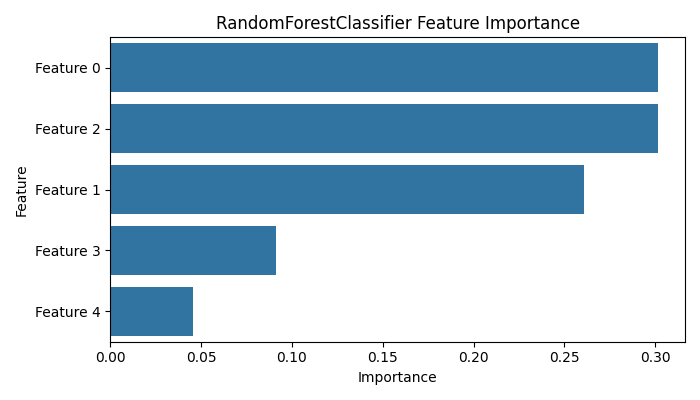 RandomForestClassifier Feature Importance
Feature
Feature 0
Feature 2
Feature 1
Feature 3
Feature 4
0.00 0.05 0.10 0.15 0.20 0.25 0.30
Importance